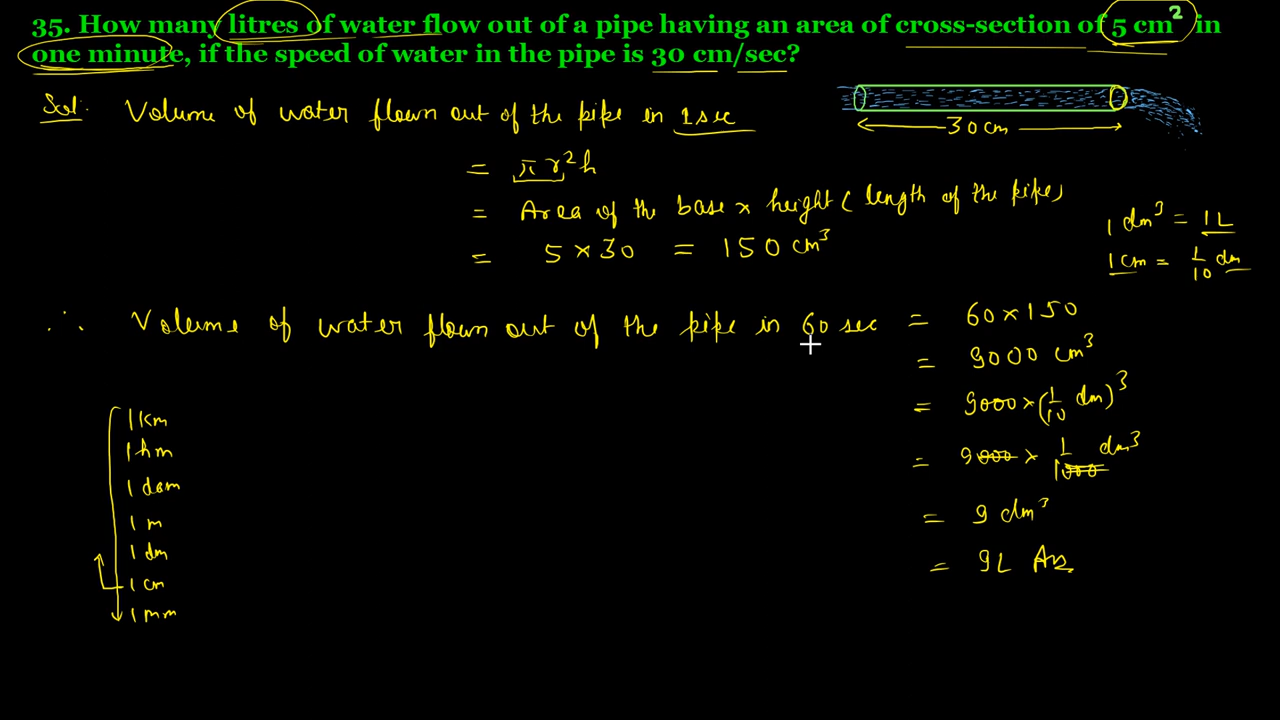 35. How many litres of water flow out of a pipe having an area of cross-section of 5 cm² in
one minute, if the speed of water in the pipe is 30 cm/sec?
Sol: Volume of water flown out of the pipe in 1 sec
30 cm
= πr²h
= Area of the base × height (length of the pipe)
= 5 × 30 = 150 cm³
1 dm³ = 1L
1 cm = 1/10 dm
∴ Volume of water flown out of the pipe in 60 sec = 60 × 150
= 9000 cm³
= 9000 × (1/10 dm)³
= 9000 × 1/1000 dm³
= 9 dm³
= 9L Ans
1 km
1 hm
1 dam
1 m
1 dm
1 cm
1 mm